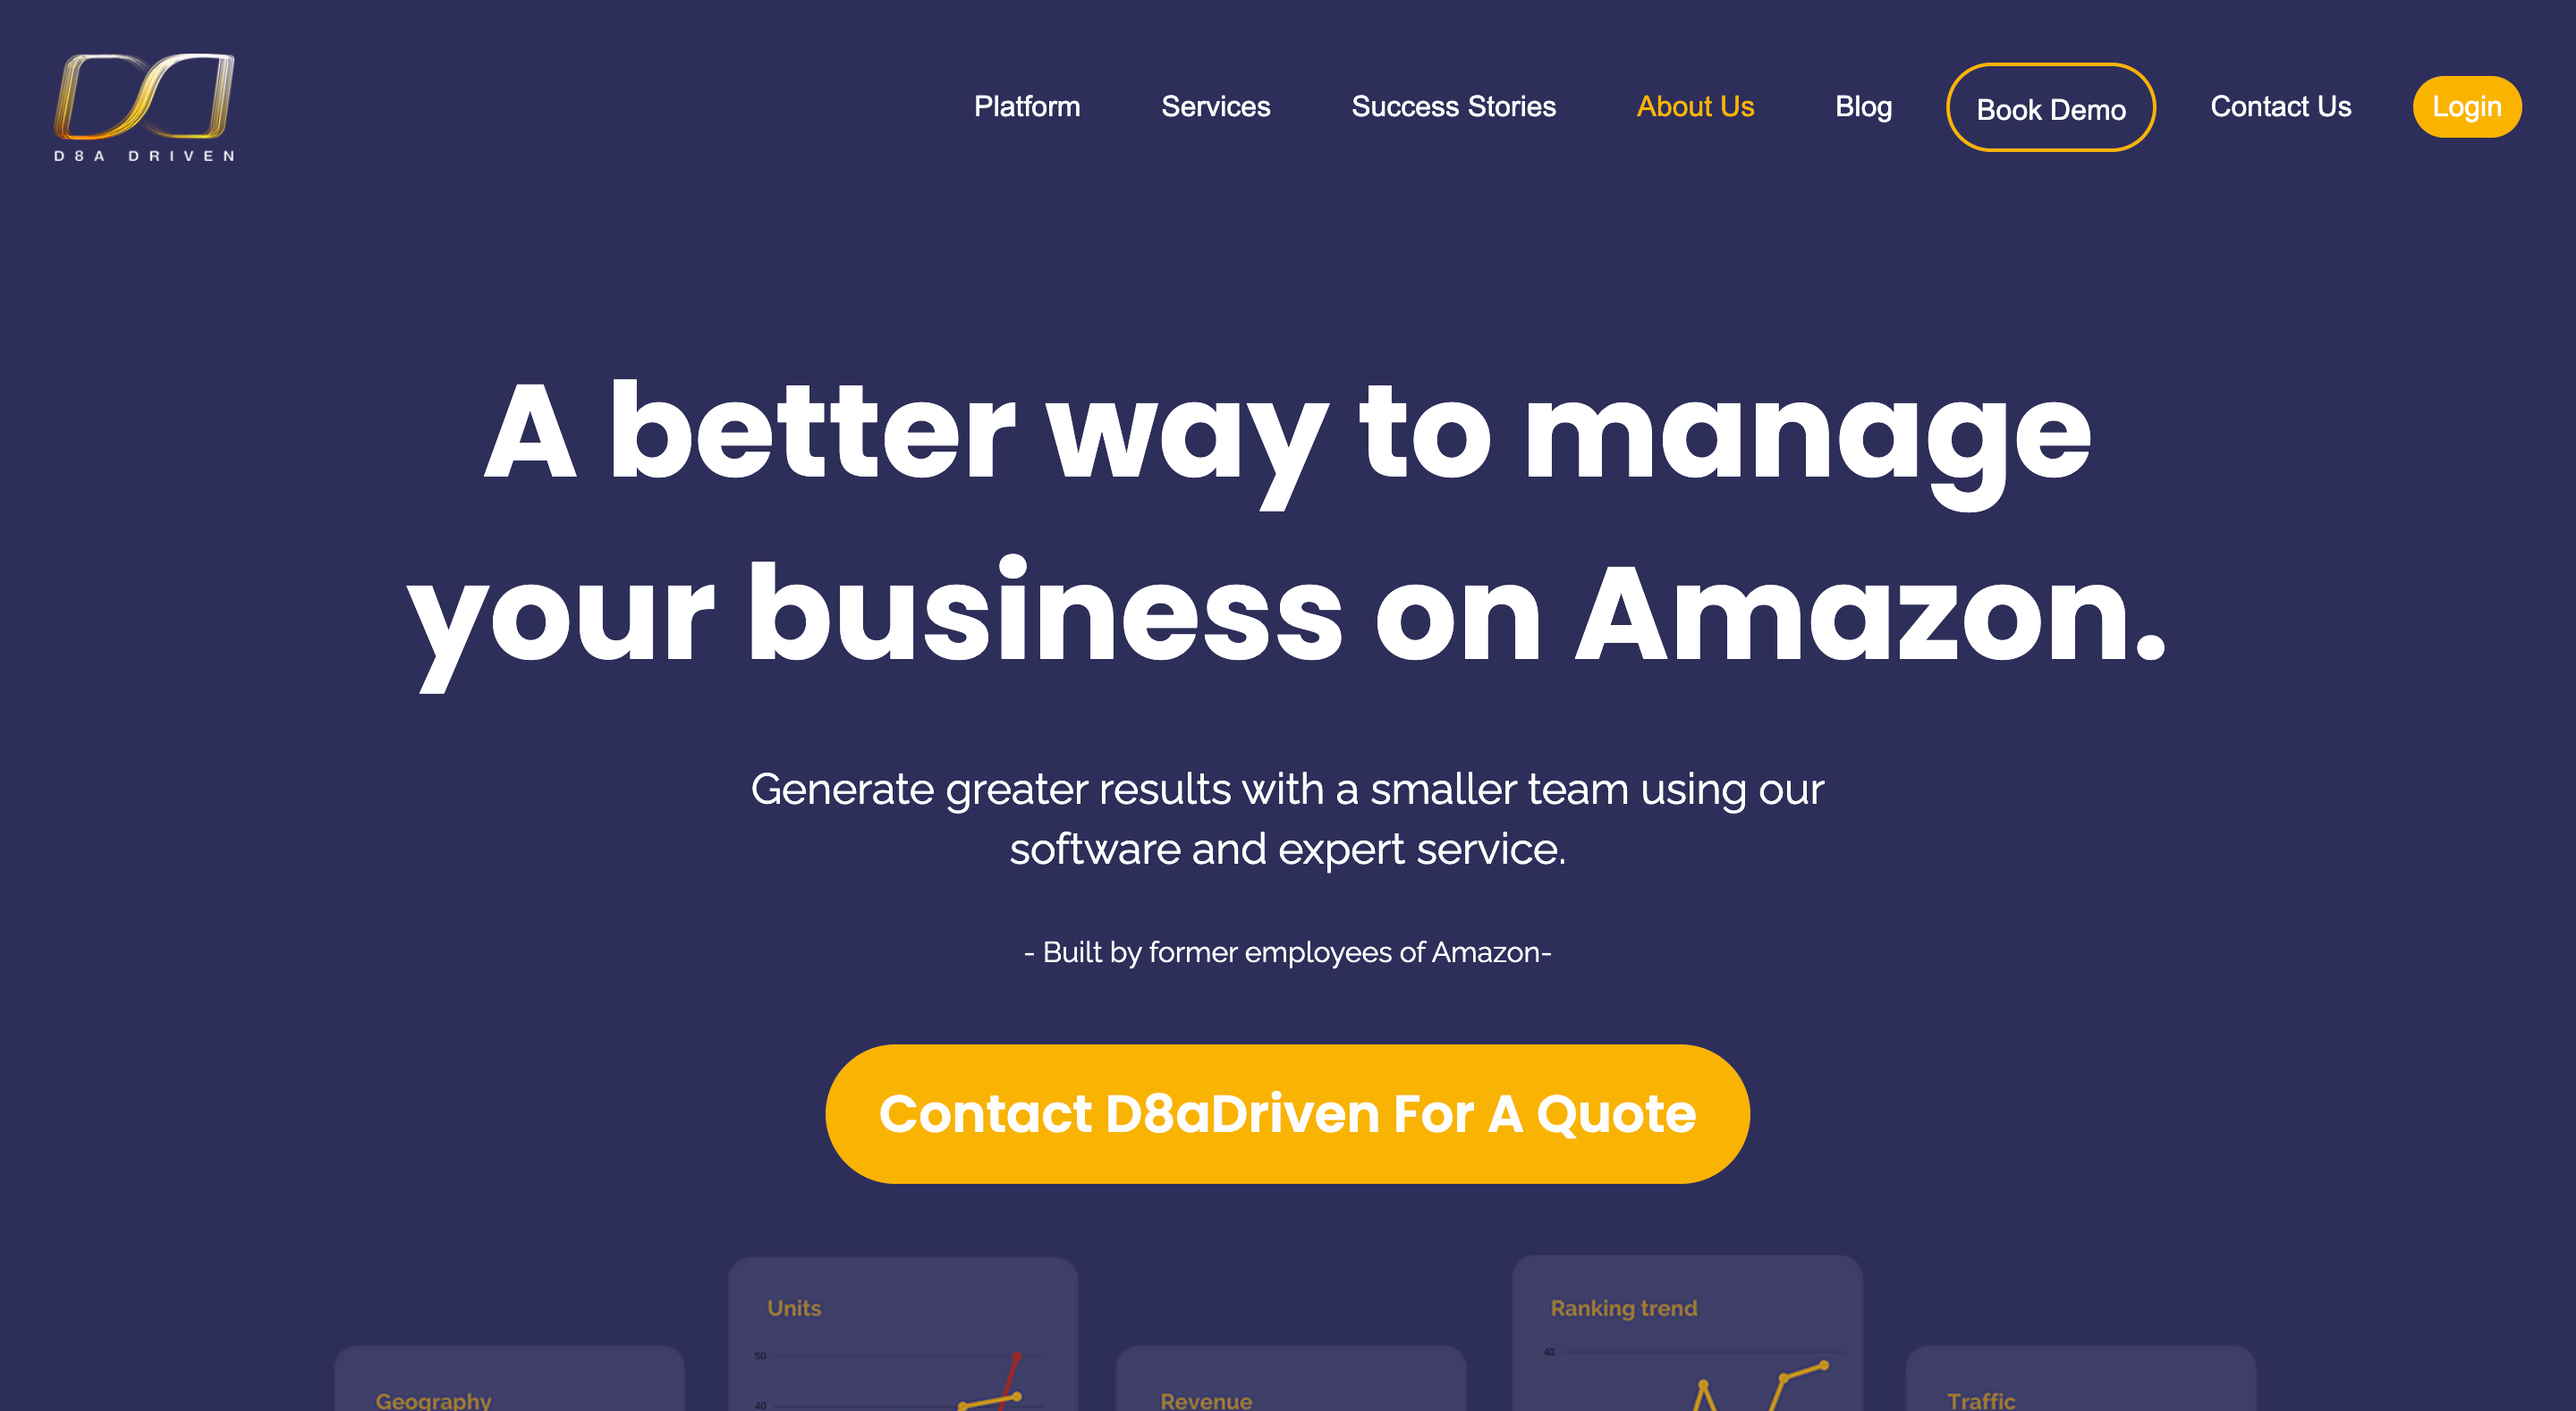 D8A DRIVEN
Platform Services Success Stories About Us Blog Book Demo Contact Us Login
A better way to manage
your business on Amazon.
Generate greater results with a smaller team using our
software and expert service.
- Built by former employees of Amazon-
Contact D8aDriven For A Quote
Units
50
40
Ranking trend
40
Geography
Revenue
Traffic